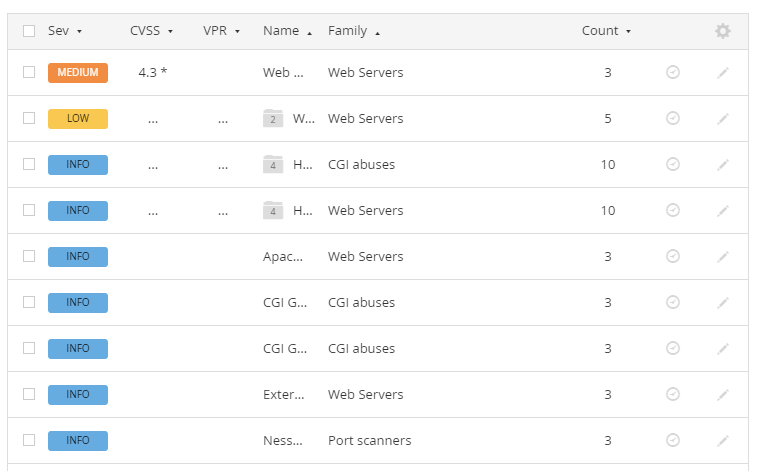 Sev CVSS VPR Name Family Count
MEDIUM 4.3 * Web ... Web Servers 3
LOW ... ... 2 W... Web Servers 5
INFO ... ... 4 H... CGI abuses 10
INFO ... ... 4 H... Web Servers 10
INFO Apac... Web Servers 3
INFO CGI G... CGI abuses 3
INFO CGI G... CGI abuses 3
INFO Exter... Web Servers 3
INFO Ness... Port scanners 3